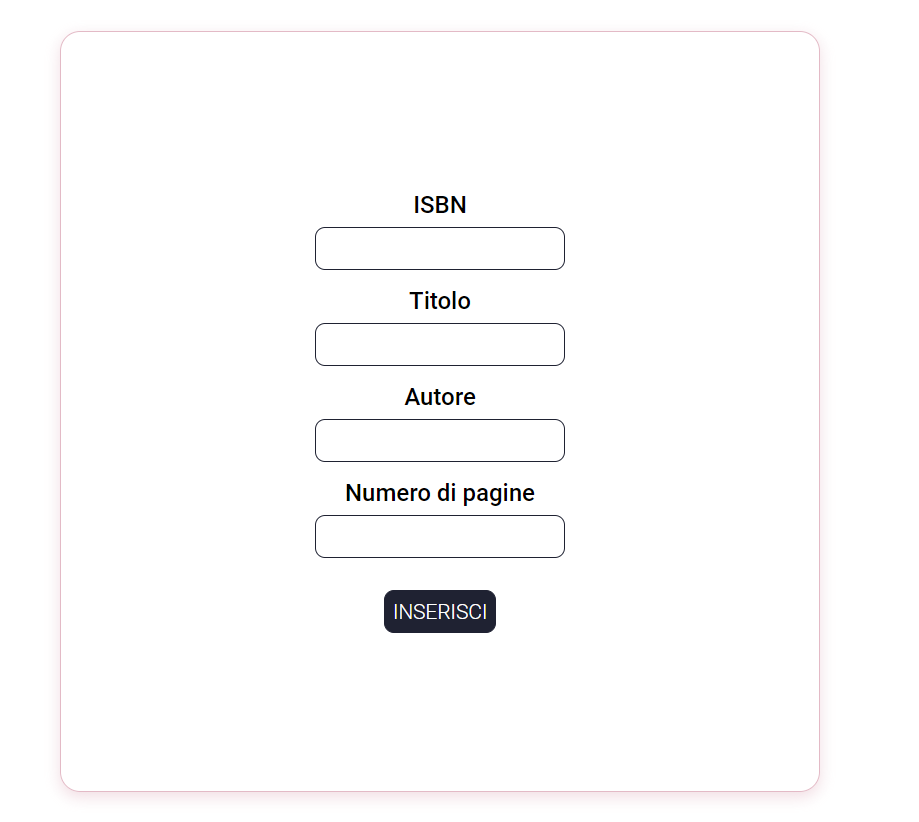 ISBN
Titolo
Autore
Numero di pagine
INSERISCI